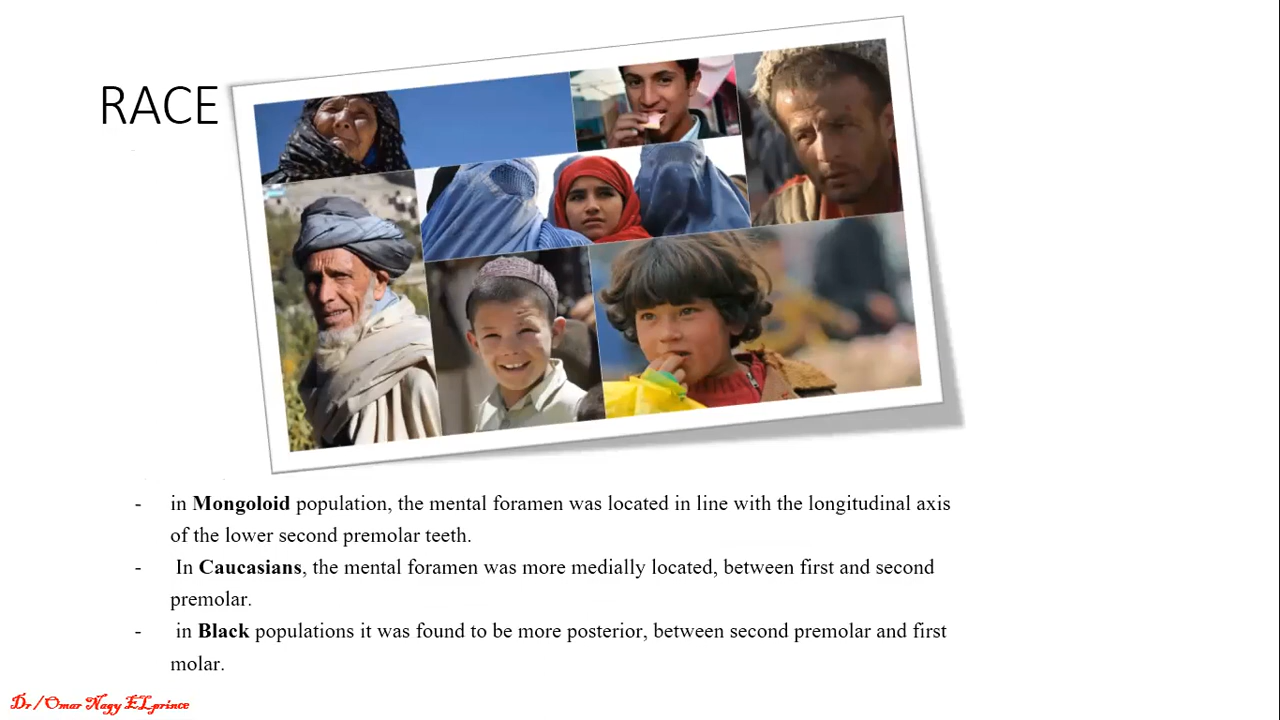 RACE
- in Mongoloid population, the mental foramen was located in line with the longitudinal axis
of the lower second premolar teeth.
- In Caucasians, the mental foramen was more medially located, between first and second
premolar.
- in Black populations it was found to be more posterior, between second premolar and first
molar.
Dr/Omar Nagy ELprince